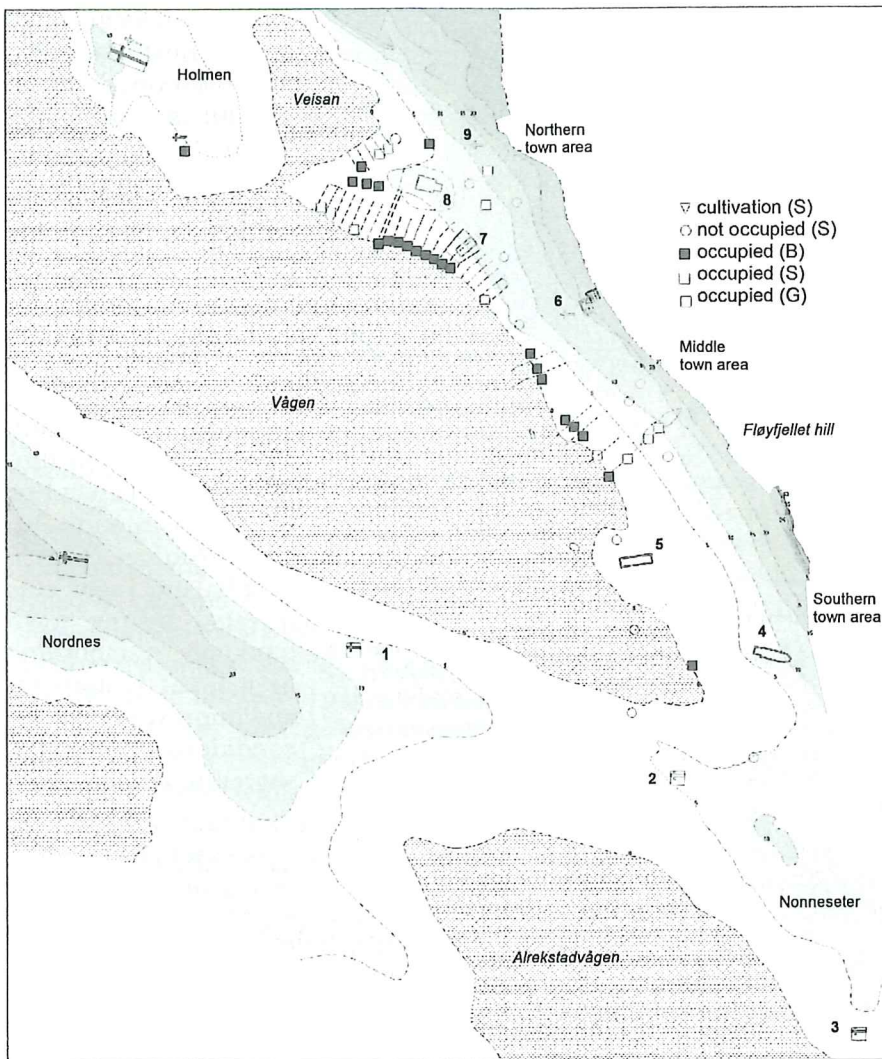 Holmen
Veisan
9
Northern
town area
8
▽ cultivation (S)
○ not occupied (S)
■ occupied (B)
□ occupied (S)
□ occupied (G)
7
6
Middle
town area
Vågen
Fløyfjellet hill
5
Southern
town area
4
Nordnes
1
2
Nonneseter
Alrekstadvågen
3